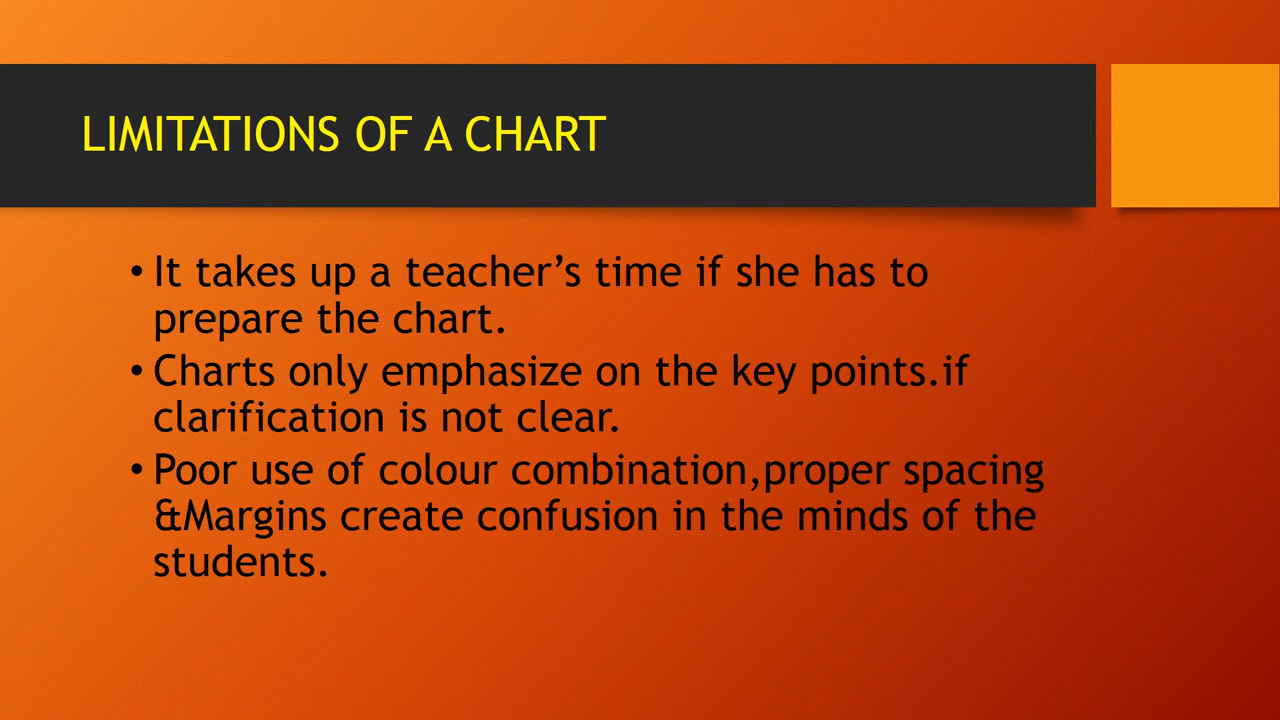 LIMITATIONS OF A CHART
• It takes up a teacher’s time if she has to
prepare the chart.
• Charts only emphasize on the key points.if
clarification is not clear.
• Poor use of colour combination,proper spacing
&Margins create confusion in the minds of the
students.